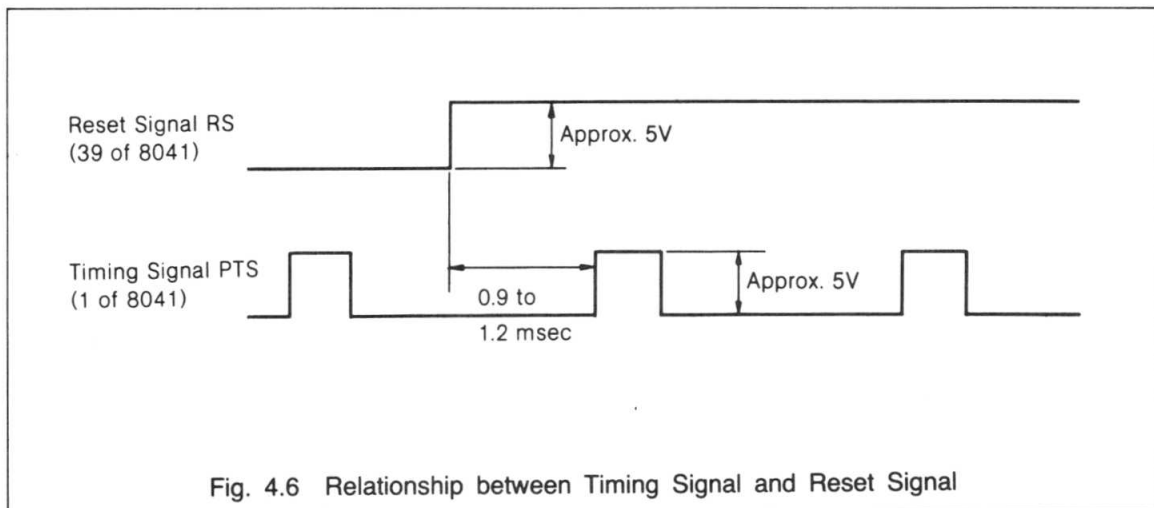 Reset Signal RS
(39 of 8041)
Approx. 5V
Timing Signal PTS
(1 of 8041)
0.9 to
1.2 msec
Approx. 5V
Fig. 4.6 Relationship between Timing Signal and Reset Signal